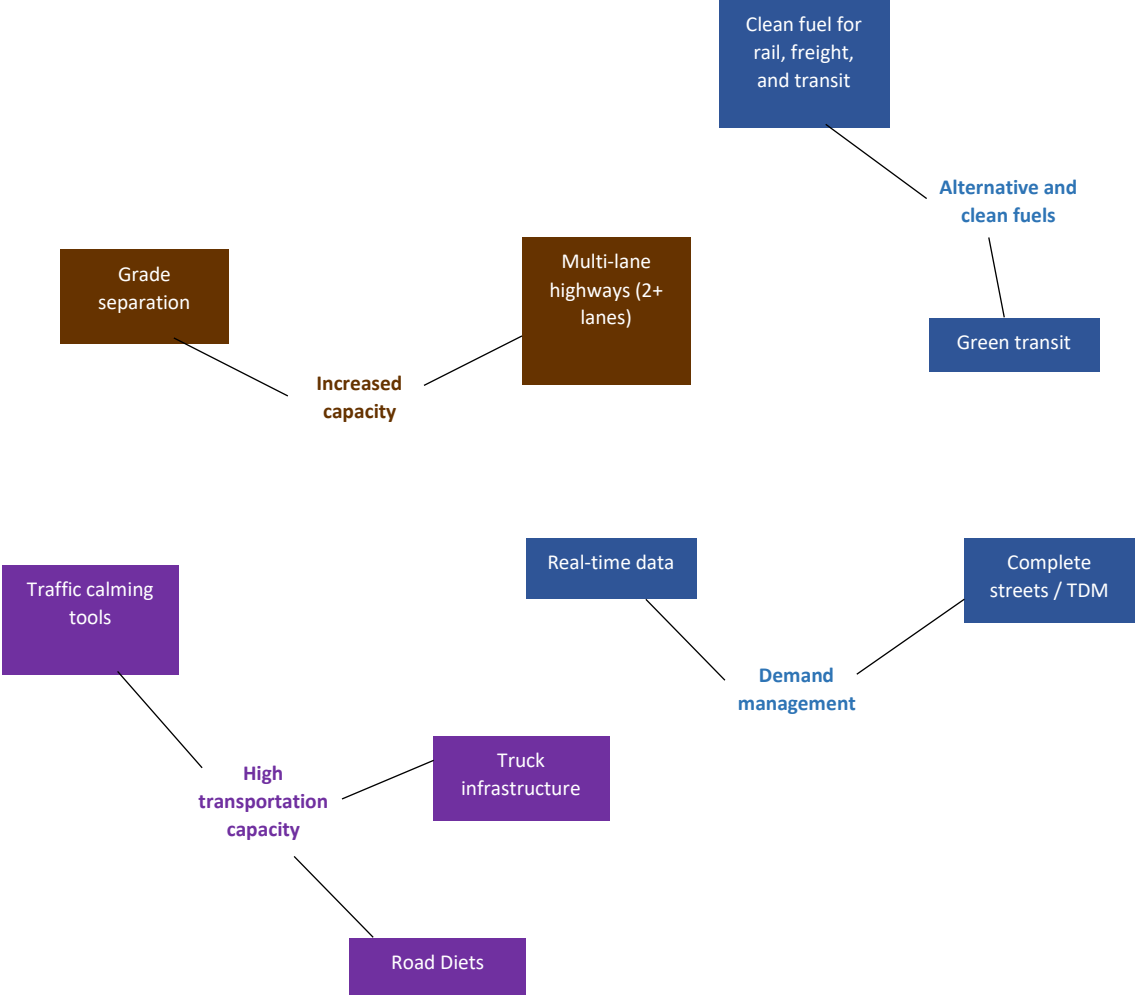 Clean fuel for
rail, freight,
and transit
Alternative and
clean fuels
Green transit
Grade
separation
Multi-lane
highways (2+
lanes)
Increased
capacity
Real-time data
Complete
streets / TDM
Demand
management
Traffic calming
tools
High
transportation
capacity
Truck
infrastructure
Road Diets